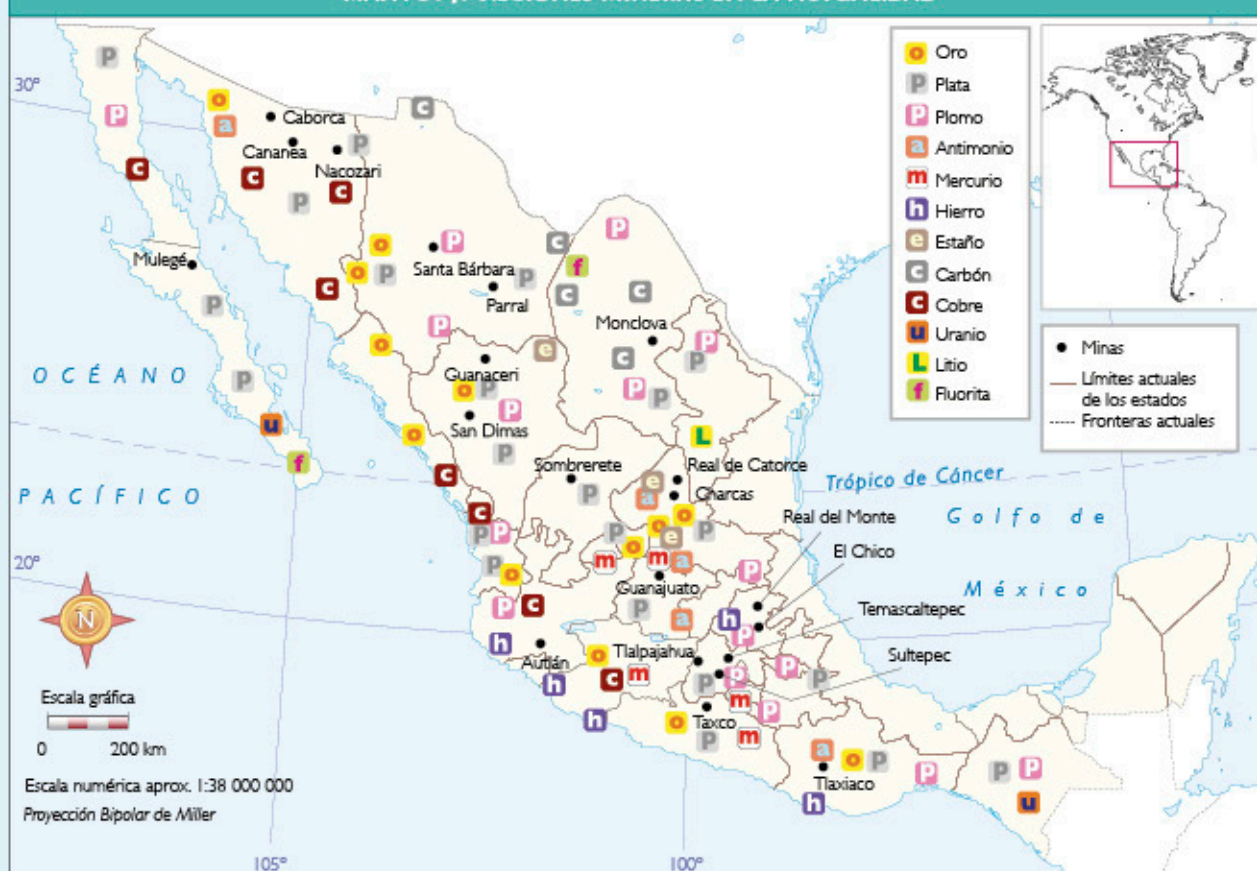 30°
20°
105°
100°
o Oro
P Plata
P Plomo
a Antimonio
m Mercurio
h Hierro
e Estaño
c Carbón
c Cobre
u Uranio
L Litio
f Fluorita
Minas
Límites actuales
de los estados
Fronteras actuales
Caborca
Cananea
Nacozari
Mulegé
Santa Bárbara
Parral
Monclova
Guanaceri
San Dimas
Sombrerete
Real de Catorce
Charcas
Real del Monte
El Chico
Guanajuato
Temascaltepec
Tlalpajahua
Sultepec
Autlán
Taxco
Tlaxiaco
OCÉANO
PACÍFICO
Trópico de Cáncer
Golfo de
México
N
Escala gráfica
0 200 km
Escala numérica aprox. 1:38 000 000
Proyección Bipolar de Miller